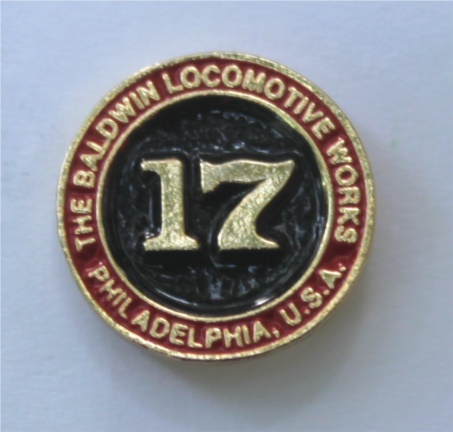 THE BALDWIN LOCOMOTIVE WORKS
17
PHILADELPHIA, U.S.A.